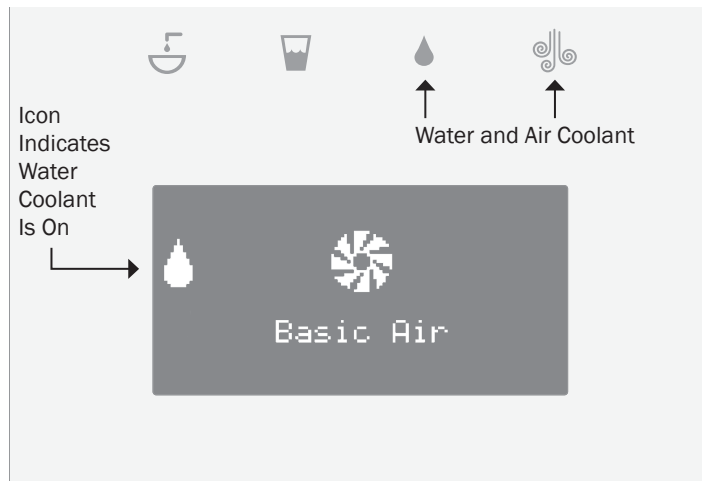 Icon
Indicates
Water
Coolant
Is On
Water and Air Coolant
Basic Air